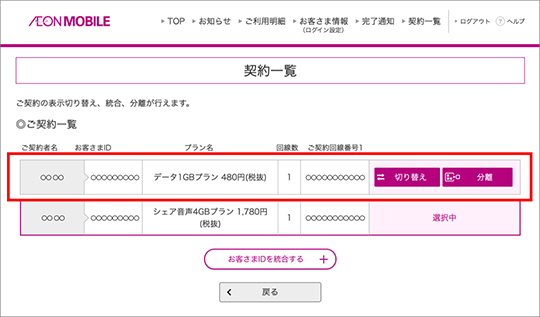 ÆON MOBILE
TOP お知らせ ご利用明細 お客さま情報 完了通知 契約一覧 ログアウト ? ヘルプ
(ログイン設定)
契約一覧
ご契約の表示切り替え、統合、分離が行えます。
◎ご契約一覧
ご契約者名 お客さまID プラン名 回線数 ご契約回線番号1
○○ ○○ ○○○○○○○○○ データ1GBプラン 480円(税抜) 1 ○○○○○○○○○○○ 切り替え 分離
○○ ○○ ○○○○○○○○○ シェア音声4GBプラン 1,780円 1 ○○○○○○○○○○○ 選択中
(税抜)
お客さまIDを統合する +
戻る